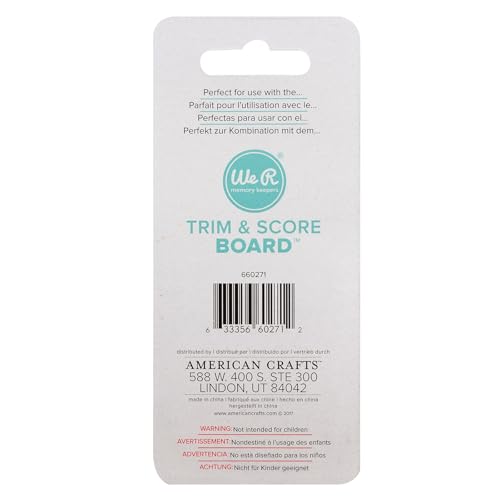 Perfect for use with the...
Parfait pour l'utilisation avec le...
Perfectas para usar con el...
Perfekt zur Kombination mit dem...
We R®
memory keepers
TRIM & SCORE
BOARD™
660271
6 33356 60271 2
distributed by | distribué par | distribuido por | vertrieb durch
AMERICAN CRAFTS™
588 W. 400 S. STE 300
LINDON, UT 84042
made in china | fabriqué aux chine | hecho en china
hergestellt in china
www.americancrafts.com © 2017
WARNING: Not intended for children
AVERTISSEMENT: Nondestiné à l'usage des enfants
ADVERTENCIA: No está diseñado para los niños
ACHTUNG: Nicht für Kinder geeignet